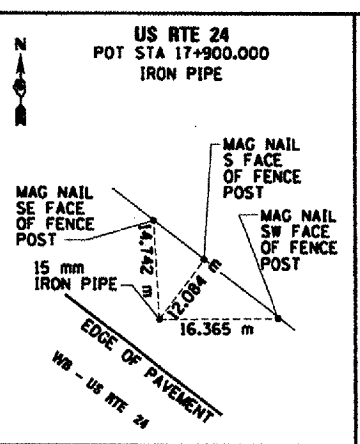 US RTE 24
POT STA 17+900.000
IRON PIPE
N
MAG NAIL
S FACE
OF FENCE
POST
MAG NAIL
SE FACE
OF FENCE
POST
MAG NAIL
SW FACE
OF FENCE
POST
14.742 m
12.084 m
15 mm
IRON PIPE
16.365 m
EDGE OF PAVEMENT
WB - US RTE 24